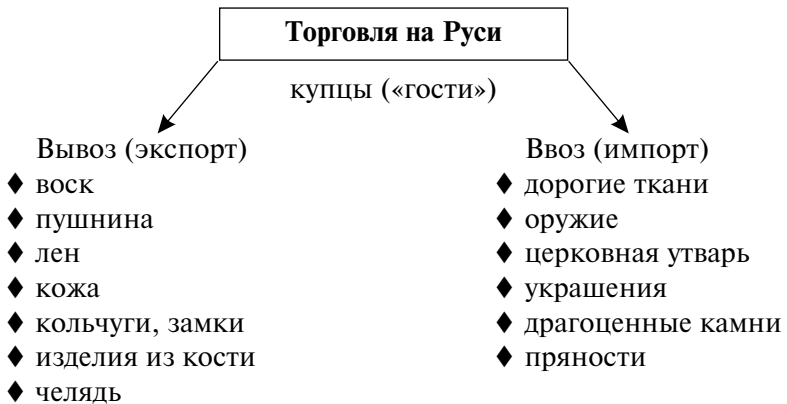 Торговля на Руси
купцы («гости»)
Вывоз (экспорт)
♦ воск
♦ пушнина
♦ лен
♦ кожа
♦ кольчуги, замки
♦ изделия из кости
♦ челядь
Ввоз (импорт)
♦ дорогие ткани
♦ оружие
♦ церковная утварь
♦ украшения
♦ драгоценные камни
♦ пряности